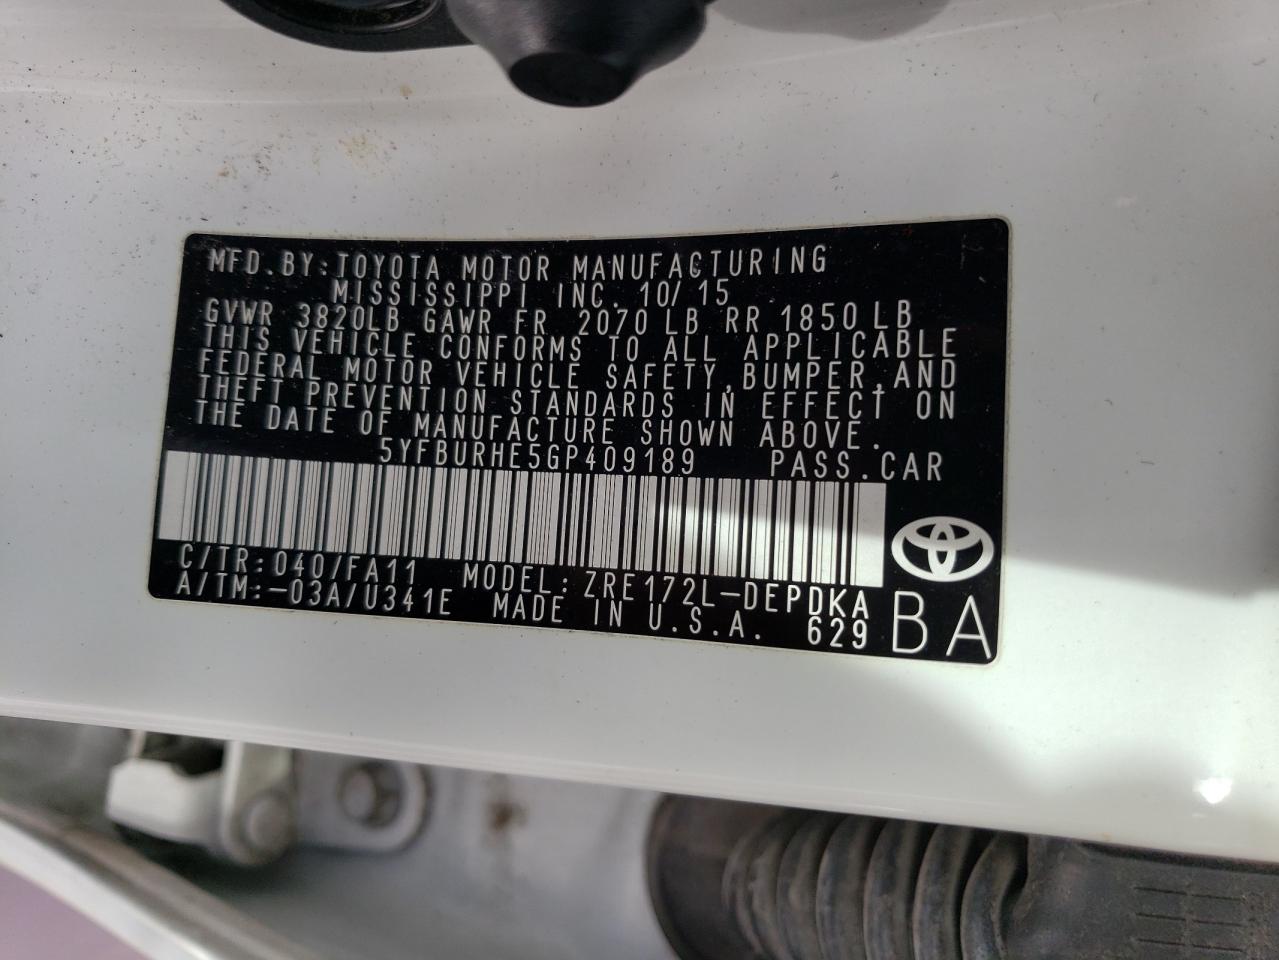 MFD.BY:TOYOTA MOTOR MANUFACTURING
MISSISSIPPI INC. 10/15
GVWR 3820LB GAWR FR 2070 LB RR 1850 LB
THIS VEHICLE CONFORMS TO ALL APPLICABLE
FEDERAL MOTOR VEHICLE SAFETY,BUMPER,AND
THEFT PREVENTION STANDARDS IN EFFECT ON
THE DATE OF MANUFACTURE SHOWN ABOVE.
5YFBURHE5GP409189 PASS.CAR
C/TR:040/FA11 MODEL:ZRE172L-DEPDKA
A/TM:-03A/U341E MADE IN U.S.A. 629 BA